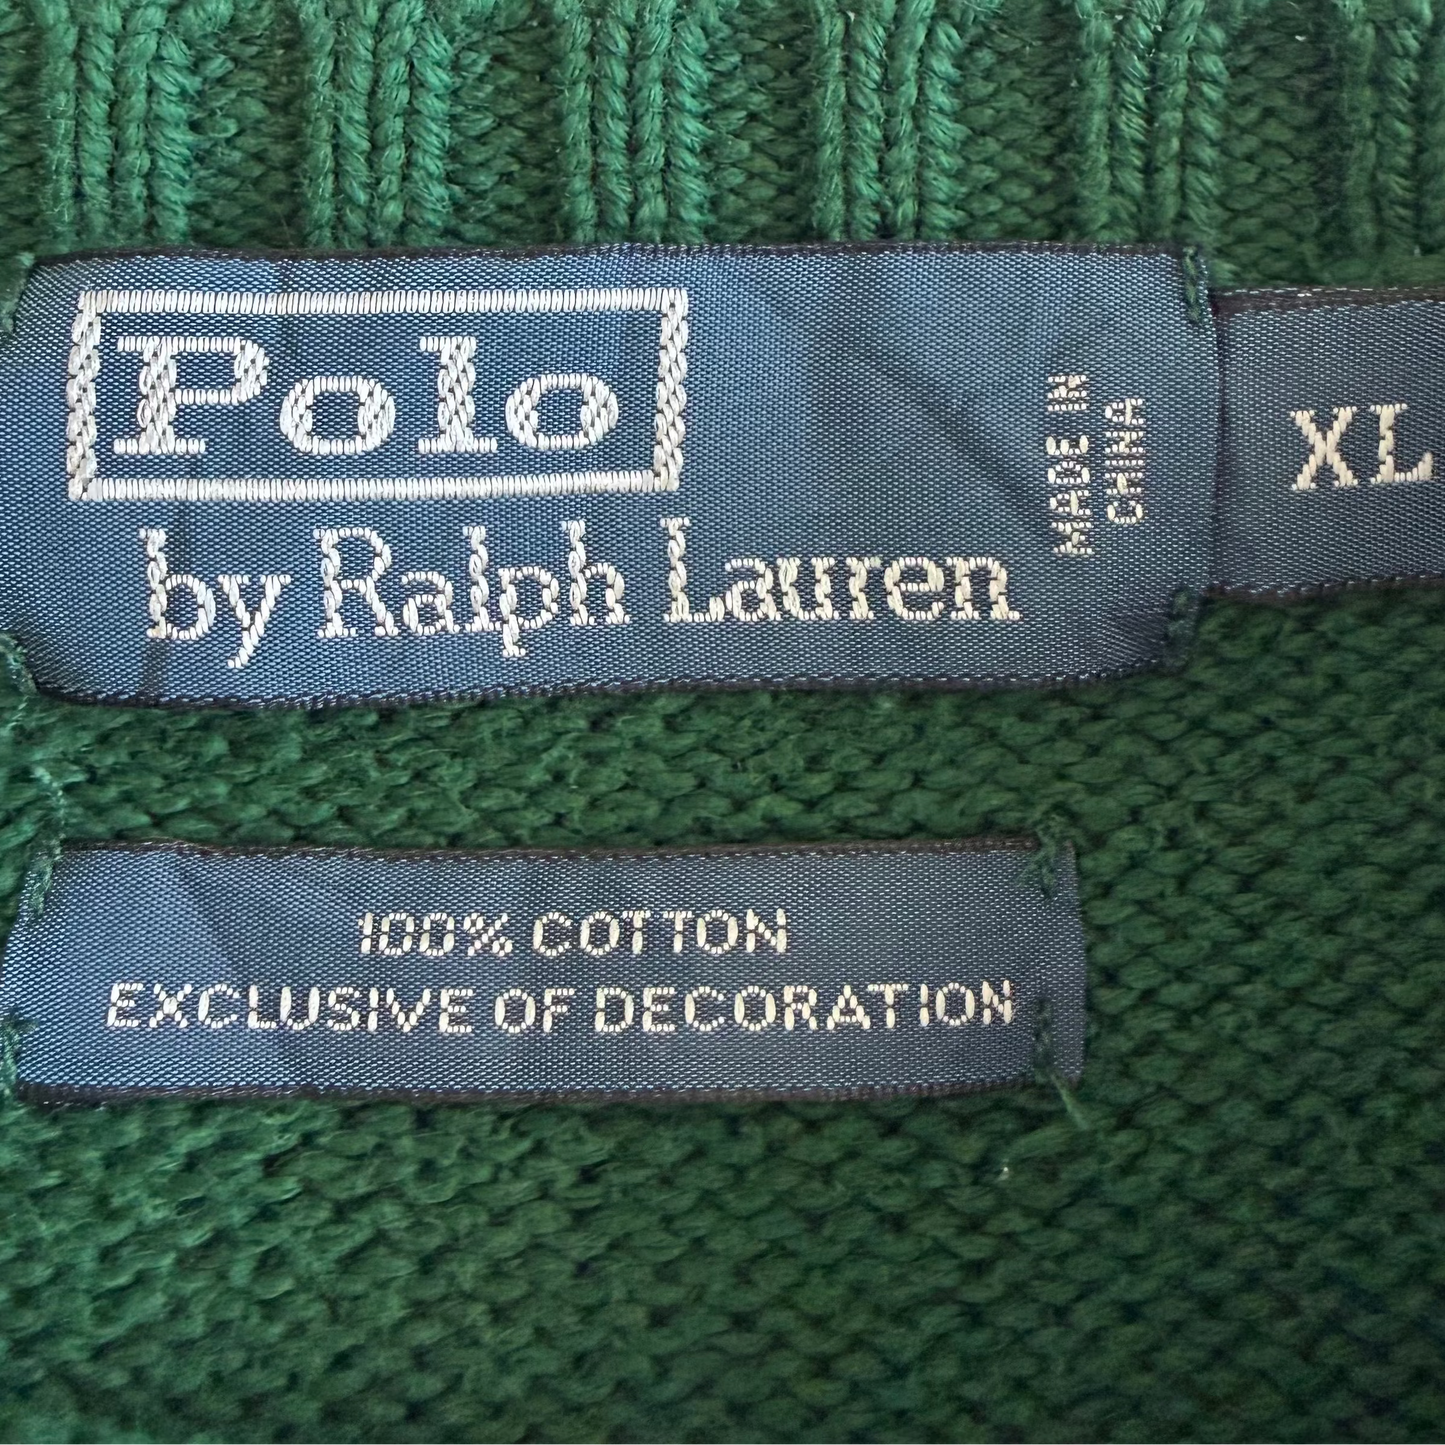 Polo
by Ralph Lauren
MADE IN
CHINA
XL
100% COTTON
EXCLUSIVE OF DECORATION